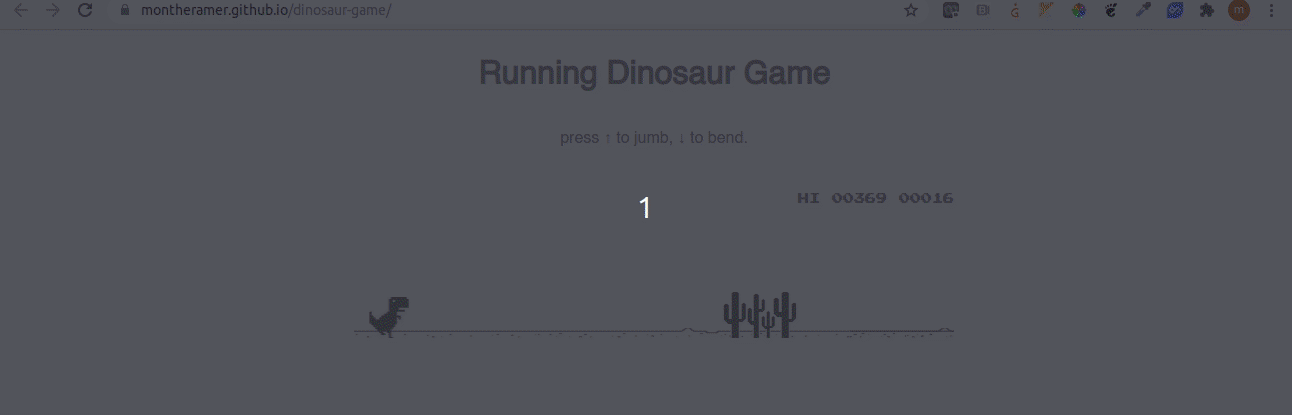 montheramer.github.io/dinosaur-game/
m
Running Dinosaur Game
press ↑ to jumb, ↓ to bend.
HI 00369 00016
1